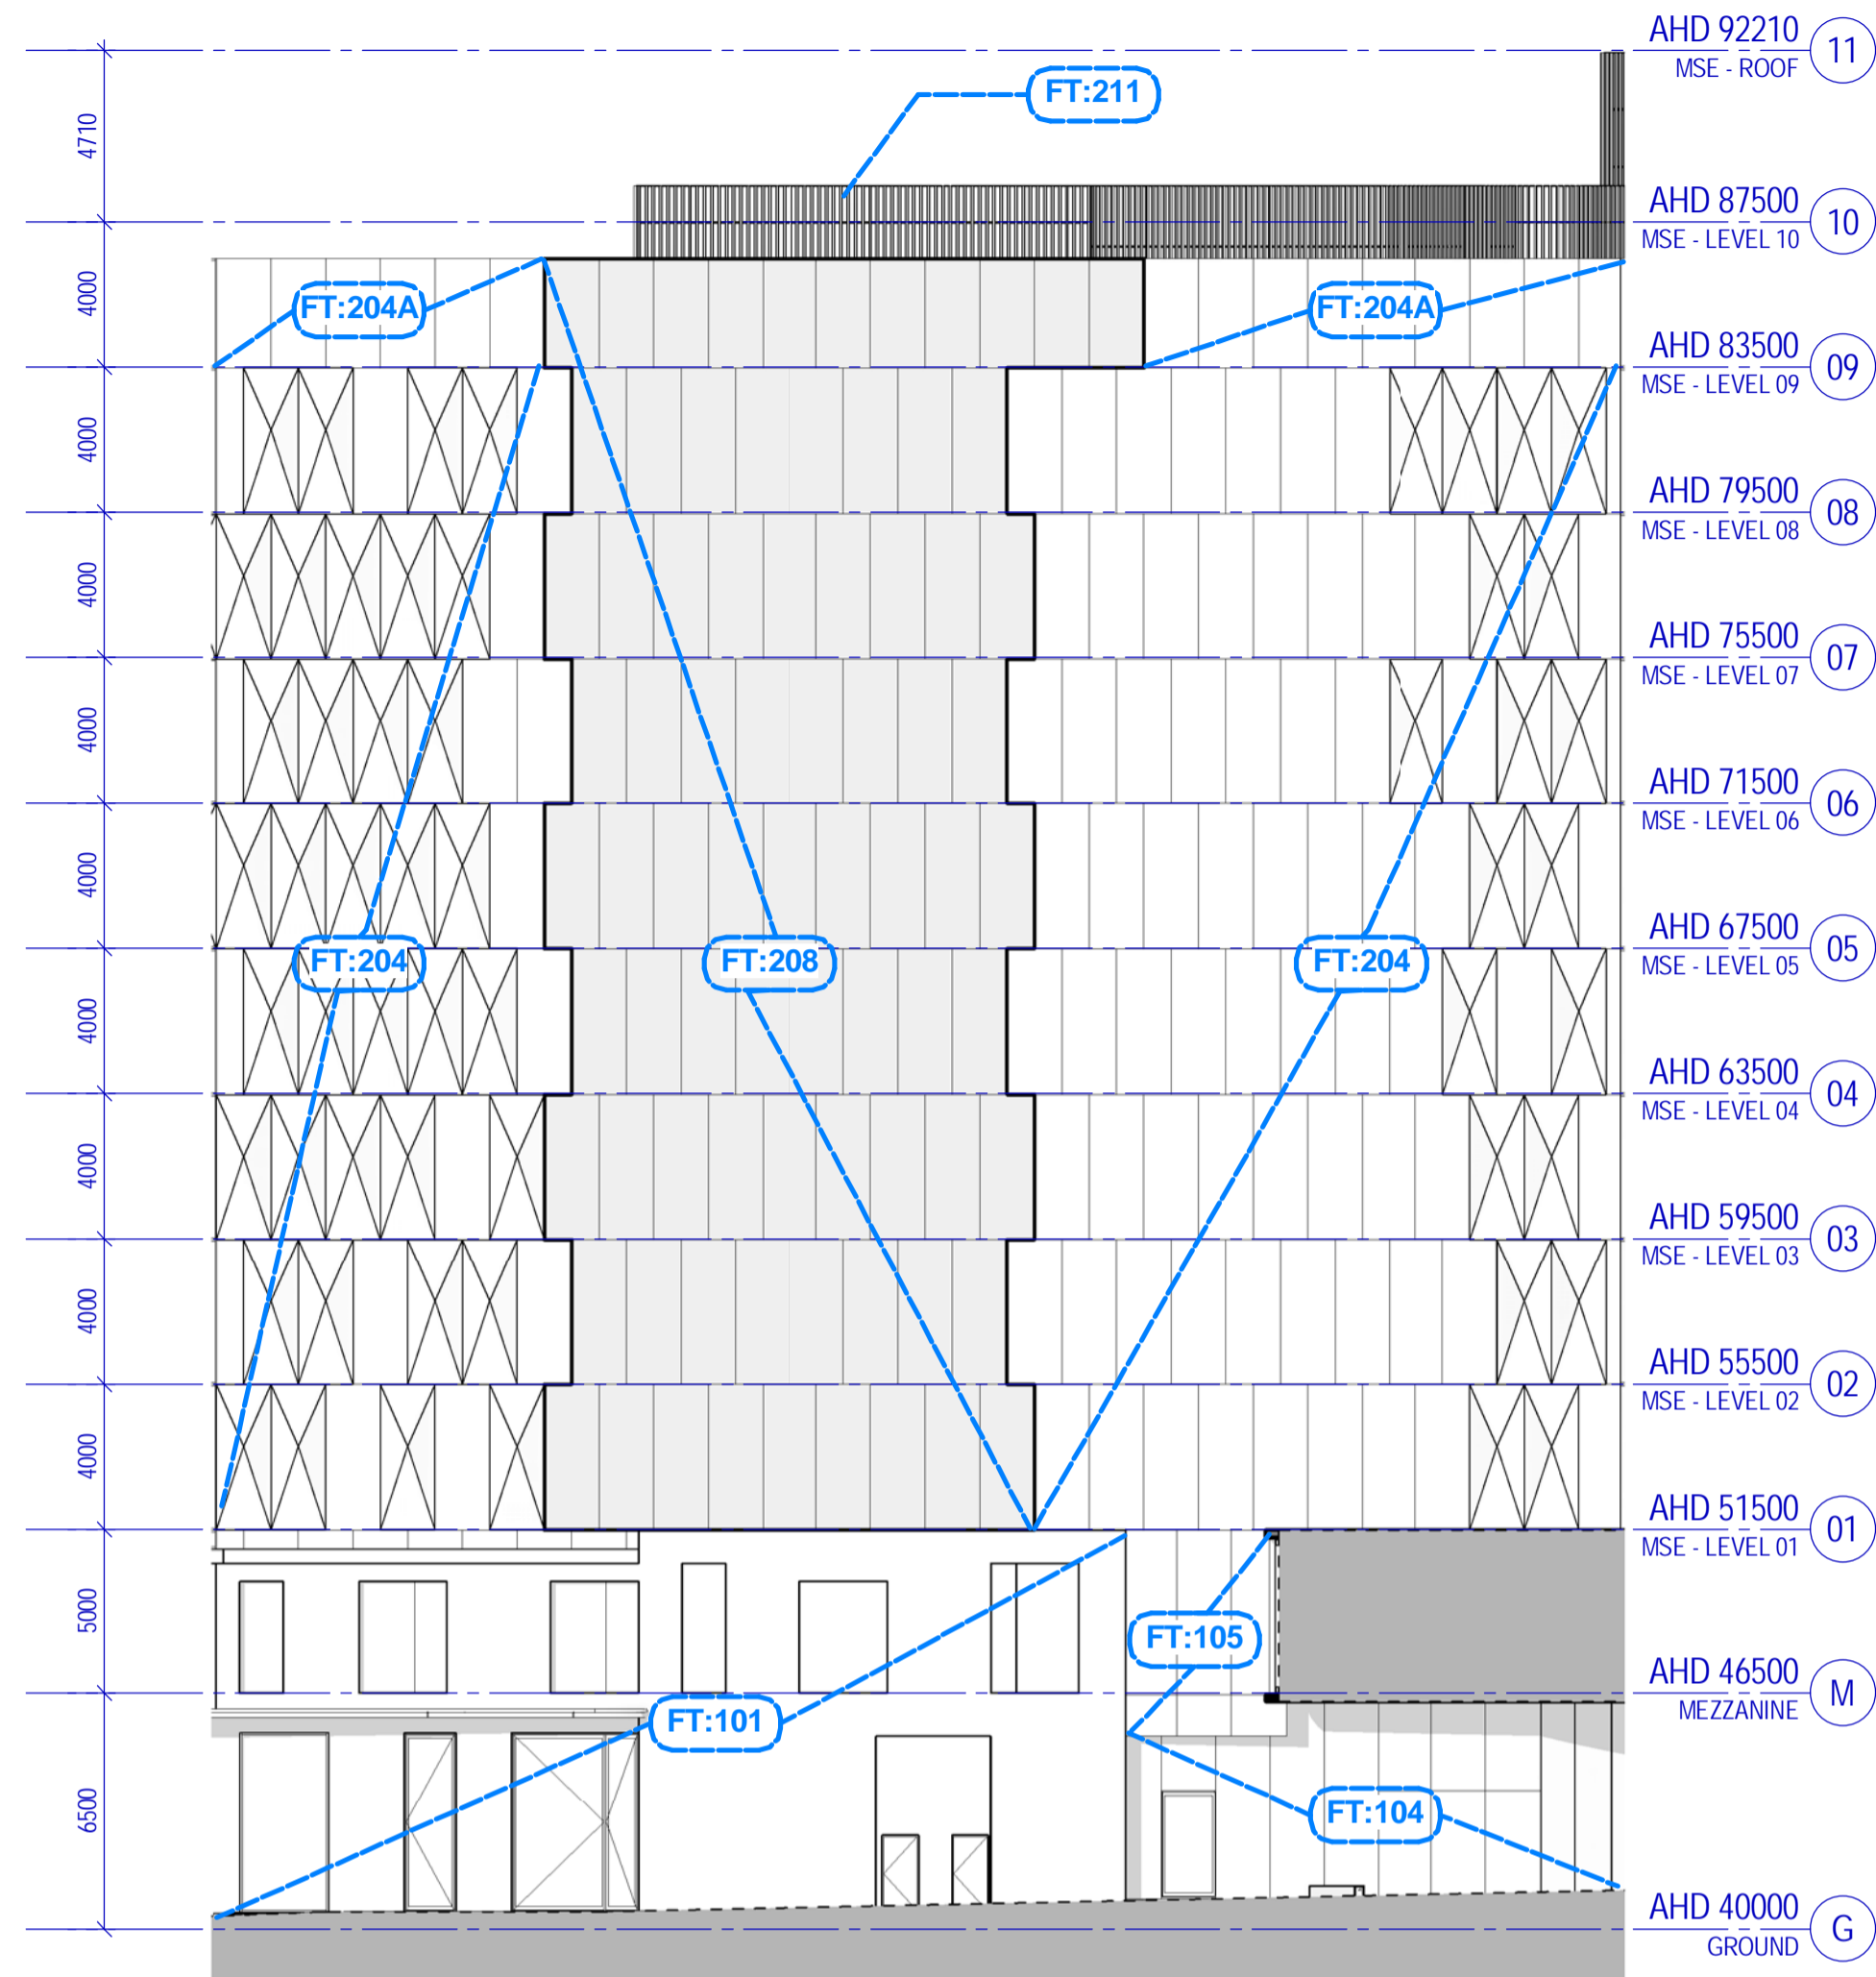 AHD 92210
11
MSE - ROOF
FT:211
4710
AHD 87500
10
MSE - LEVEL 10
4000
FT:204A
FT:204A
AHD 83500
09
MSE - LEVEL 09
4000
AHD 79500
08
MSE - LEVEL 08
4000
AHD 75500
07
MSE - LEVEL 07
4000
AHD 71500
06
MSE - LEVEL 06
4000
AHD 67500
05
MSE - LEVEL 05
FT:204
FT:208
FT:204
4000
AHD 63500
04
MSE - LEVEL 04
4000
AHD 59500
03
MSE - LEVEL 03
4000
AHD 55500
02
MSE - LEVEL 02
4000
AHD 51500
01
MSE - LEVEL 01
5000
FT:105
AHD 46500
M
MEZZANINE
FT:101
6500
FT:104
AHD 40000
G
GROUND